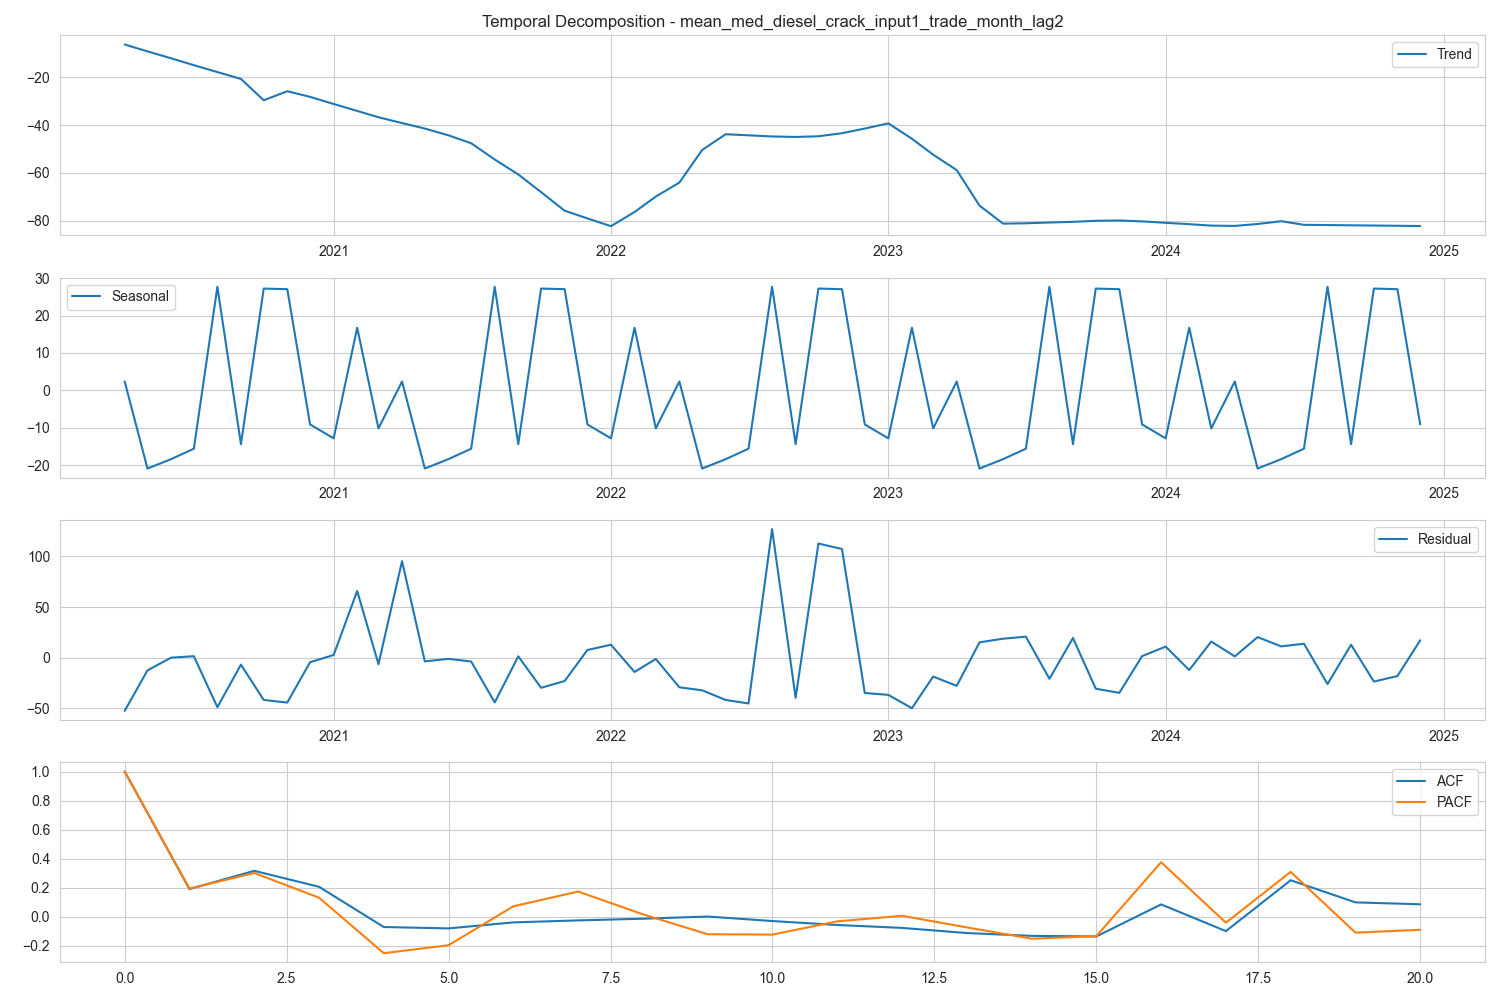 Temporal Decomposition - mean_med_diesel_crack_input1_trade_month_lag2
Trend
−20
−40
−60
−80
2021 2022 2023 2024 2025
Seasonal
30
20
10
0
−10
−20
2021 2022 2023 2024 2025
Residual
100
50
0
−50
2021 2022 2023 2024 2025
ACF
PACF
1.0
0.8
0.6
0.4
0.2
0.0
−0.2
0.0 2.5 5.0 7.5 10.0 12.5 15.0 17.5 20.0